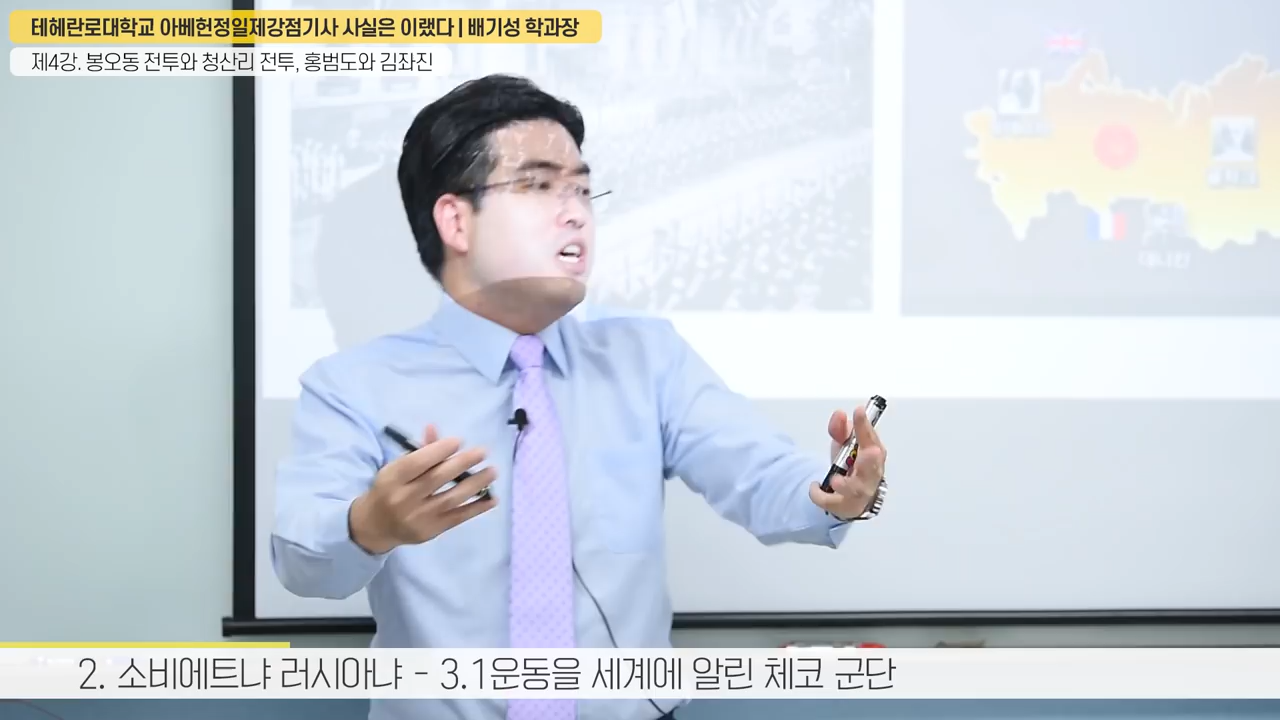 테헤란로대학교 아베헌정일제강점기사 사실은 이랬다 | 배기성 학과장
제4강. 봉오동 전투와 청산리 전투, 홍범도와 김좌진
데니킨
2. 소비에트냐 러시아냐 - 3.1운동을 세계에 알린 체코 군단